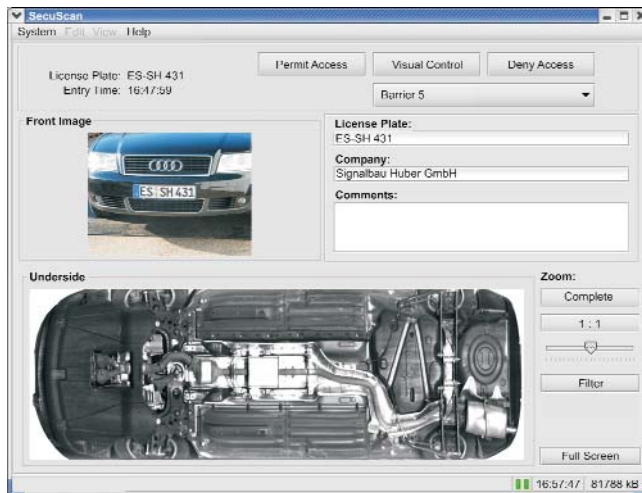 SecuScan
System Edit View Help
License Plate: ES-SH 431
Entry Time: 16:47:59
Permit Access
Visual Control
Deny Access
Barrier 5
Front Image
ES SH 431
License Plate:
ES-SH 431
Company:
Signalbau Huber GmbH
Comments:
Underside
Zoom:
Complete
1 : 1
Filter
Full Screen
16:57:47 81788 kB